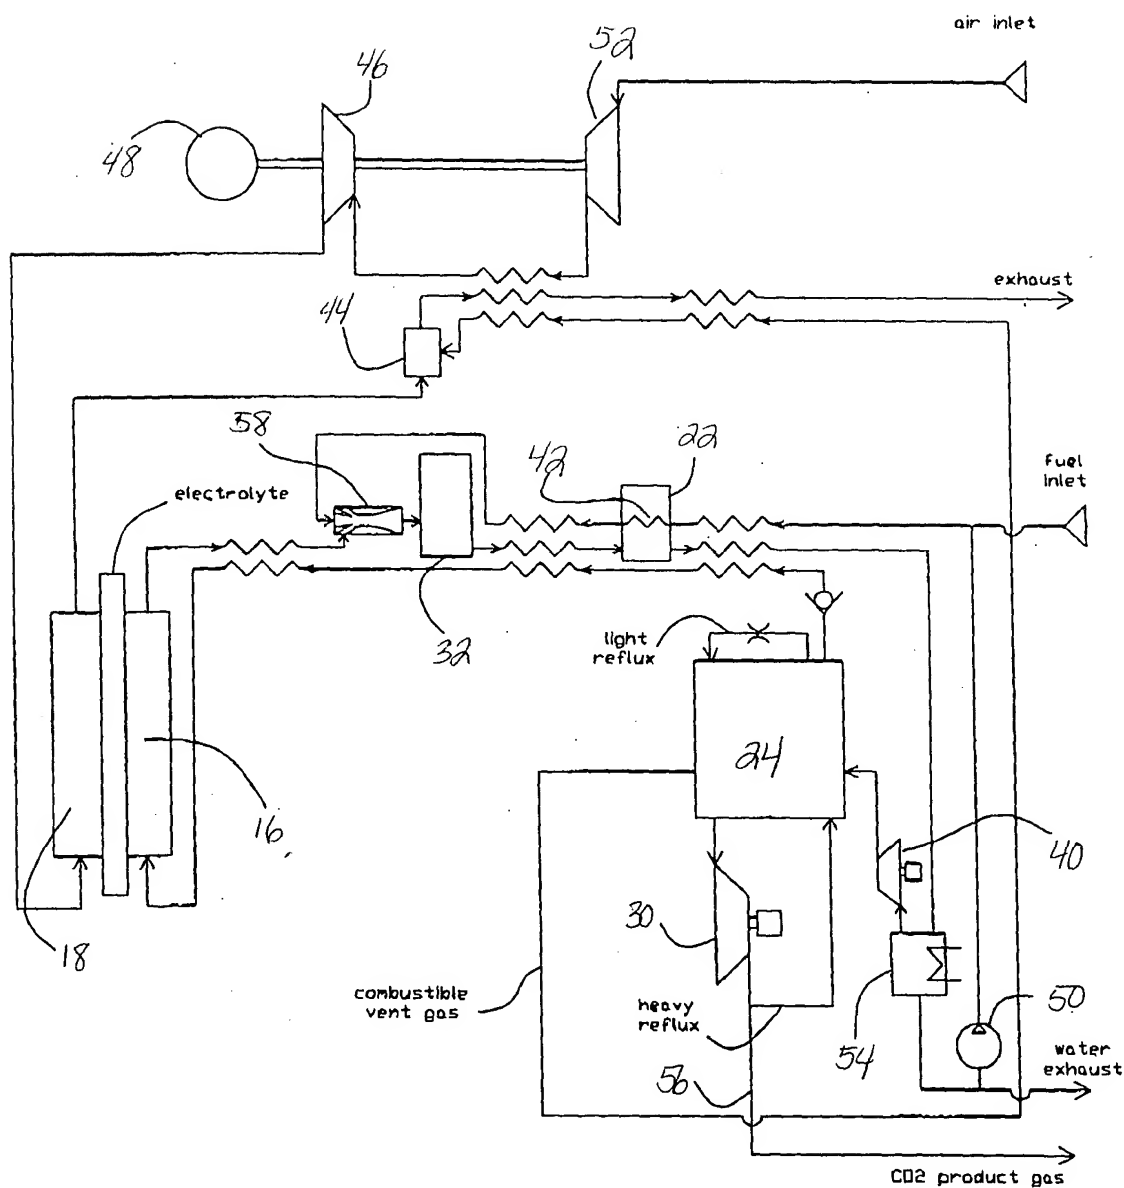 air inlet
52
46
48
exhaust
44
58
22
42
fuel
inlet
electrolyte
32
light
reflux
24
16
40
30
18
combustible
vent gas
heavy
reflux
50
54
water
exhaust
56
CO2 product gas